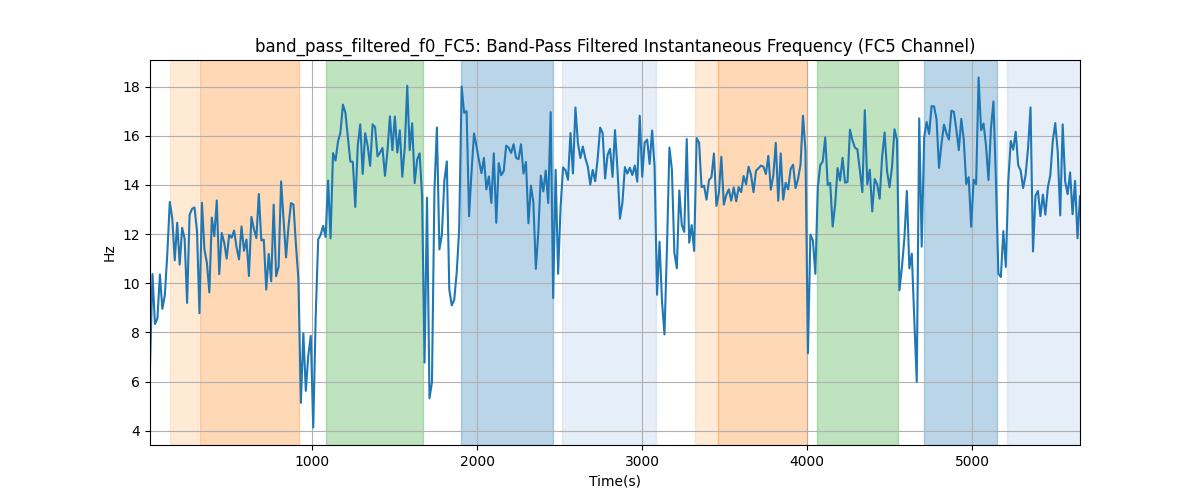 band_pass_filtered_f0_FC5: Band-Pass Filtered Instantaneous Frequency (FC5 Channel)
18
16
14
12
10
8
6
4
Hz
1000 2000 3000 4000 5000
Time(s)